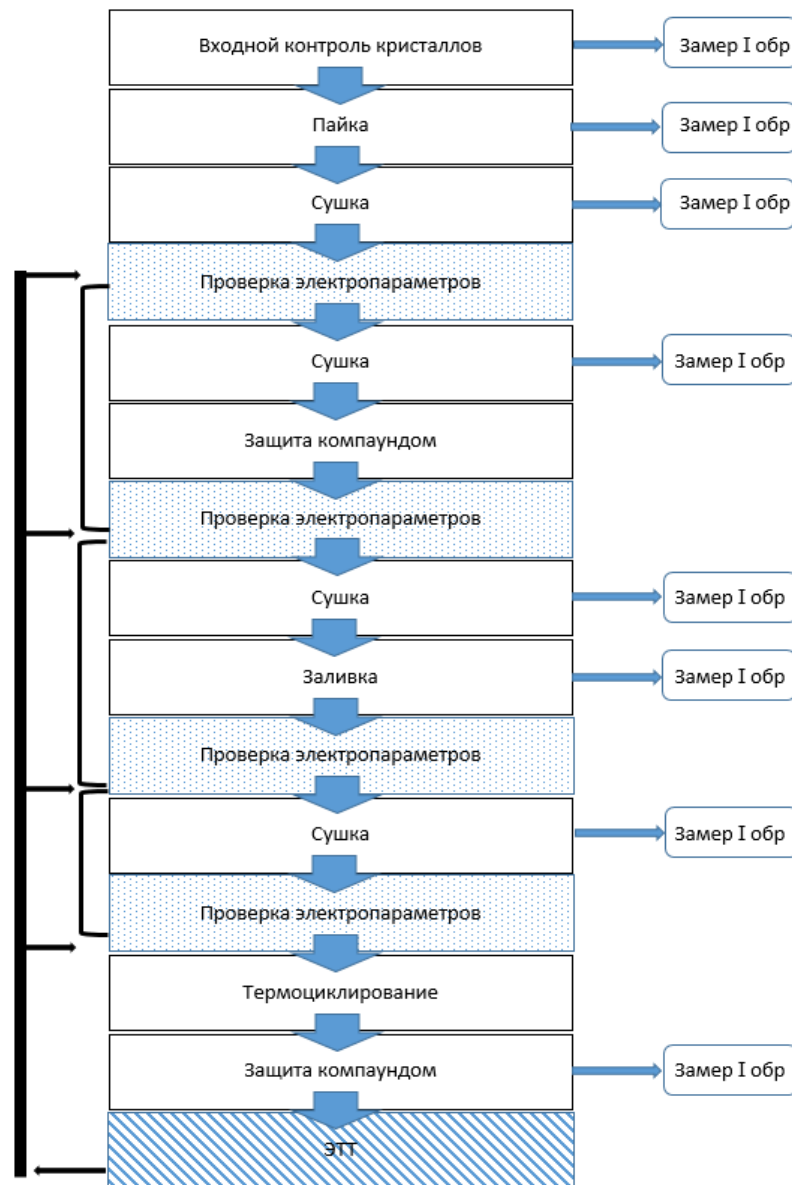 Входной контроль кристаллов
Замер I обр
Пайка
Замер I обр
Сушка
Замер I обр
Проверка электропараметров
Сушка
Замер I обр
Защита компаундом
Проверка электропараметров
Сушка
Замер I обр
Заливка
Замер I обр
Проверка электропараметров
Сушка
Замер I обр
Проверка электропараметров
Термоциклирование
Защита компаундом
Замер I обр
ЭТТ